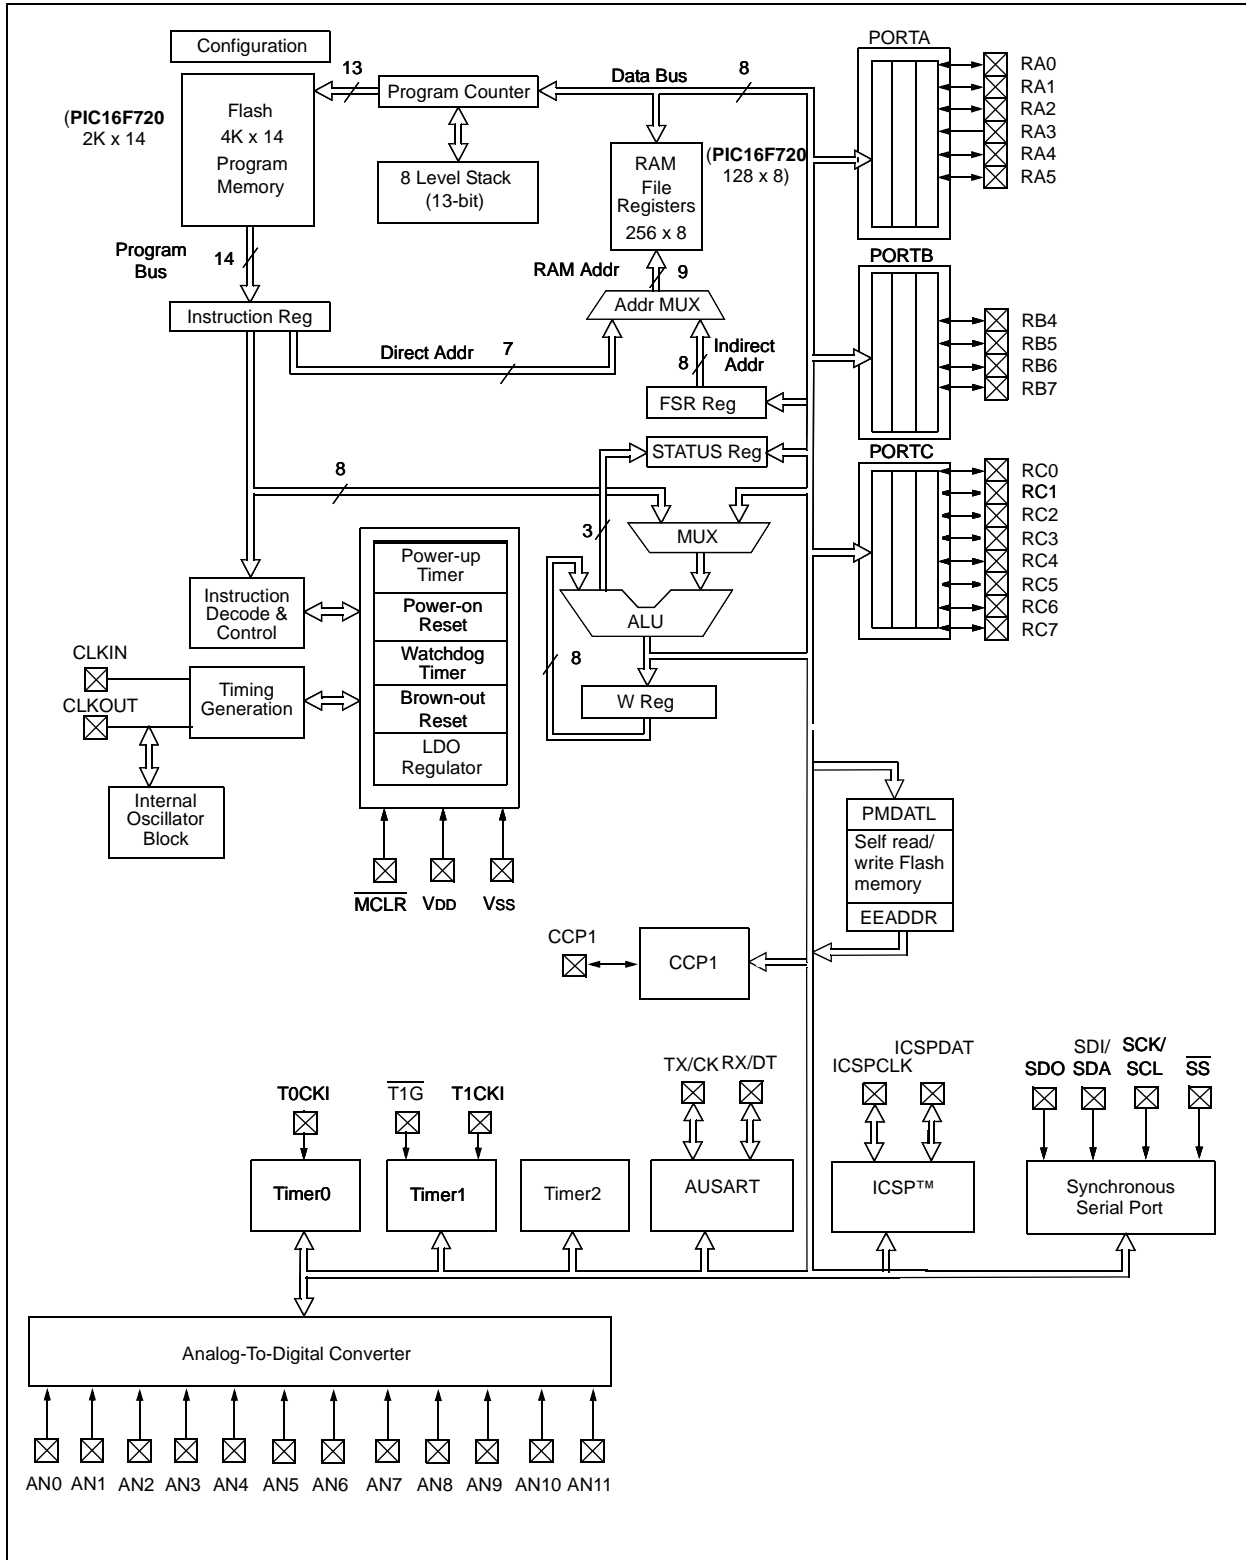 Configuration
PORTA
13
Data Bus
8
Program Counter
Flash
4K x 14
Program
Memory
(PIC16F720
2K x 14
8 Level Stack
(13-bit)
RAM
File
Registers
256 x 8
(PIC16F720
128 x 8)
RA0
RA1
RA2
RA3
RA4
RA5
Program
Bus
14
RAM Addr
9
PORTB
Addr MUX
Instruction Reg
RB4
RB5
RB6
RB7
Direct Addr
7
8
Indirect
Addr
FSR Reg
STATUS Reg
PORTC
8
3
MUX
RC0
RC1
RC2
RC3
RC4
RC5
RC6
RC7
Power-up
Timer
Power-on
Reset
Watchdog
Timer
Brown-out
Reset
LDO
Regulator
Instruction
Decode &
Control
ALU
8
W Reg
CLKIN
CLKOUT
Timing
Generation
Internal
Oscillator
Block
MCLR
VDD
VSS
PMDATL
Self read/
write Flash
memory
EEADDR
CCP1
CCP1
T0CKI
T1G
T1CKI
TX/CK
RX/DT
ICSPCLK
ICSPDAT
SDO
SDI/
SDA
SCK/
SCL
SS
Timer0
Timer1
Timer2
AUSART
ICSP™
Synchronous
Serial Port
Analog-To-Digital Converter
AN0
AN1
AN2
AN3
AN4
AN5
AN6
AN7
AN8
AN9
AN10
AN11